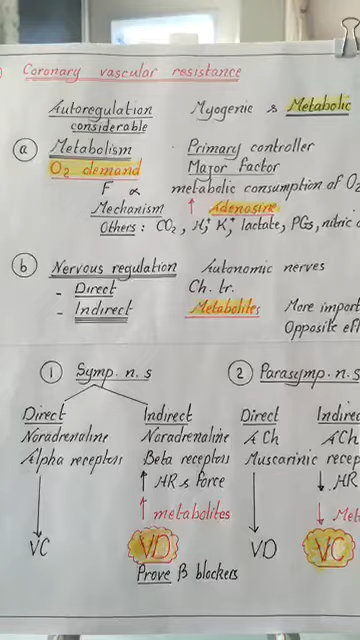 Coronary vascular resistance
Autoregulation Myogenic & Metabolic
considerable
a Metabolism Primary controller
O2 demand Major factor
F ∝ metabolic consumption of O2
Mechanism ↑ Adenosine
Others : CO2, H+, K+, lactate, PGs, nitric
b Nervous regulation Autonomic nerves
- Direct Ch. tr.
- Indirect Metabolites More import
Opposite eff
1 Symp. n. s 2 Parasymp. n. s
Direct Indirect Direct Indirec
Noradrenaline Noradrenaline ACh ACh
Alpha receptors Beta receptors Muscarinic recep
↑ HR & Force ↓ HR
↑ metabolites ↓ Met
VC VD VD VC
Prove β blockers